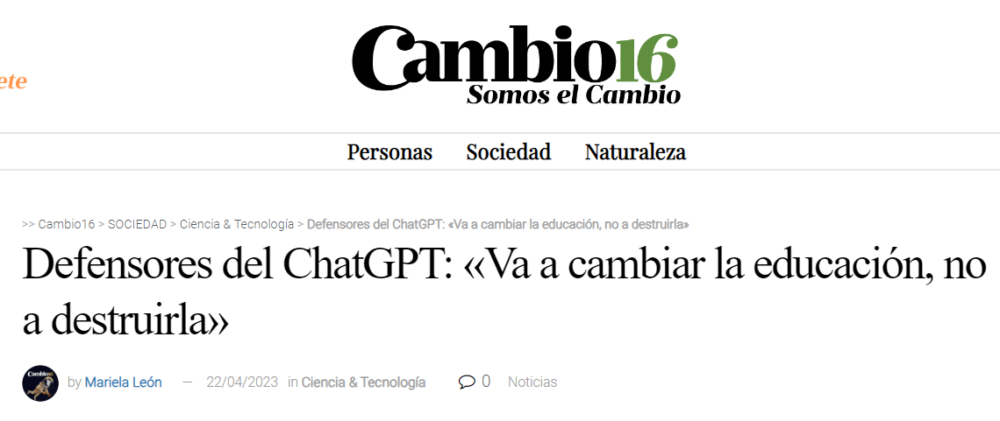 Cambio16
Somos el Cambio
ete
Personas Sociedad Naturaleza
>> Cambio16 > SOCIEDAD > Ciencia & Tecnología > Defensores del ChatGPT: «Va a cambiar la educación, no a destruirla»
Defensores del ChatGPT: «Va a cambiar la educación, no
a destruirla»
Cambio16
by Mariela León — 22/04/2023 in Ciencia & Tecnología 0 Noticias